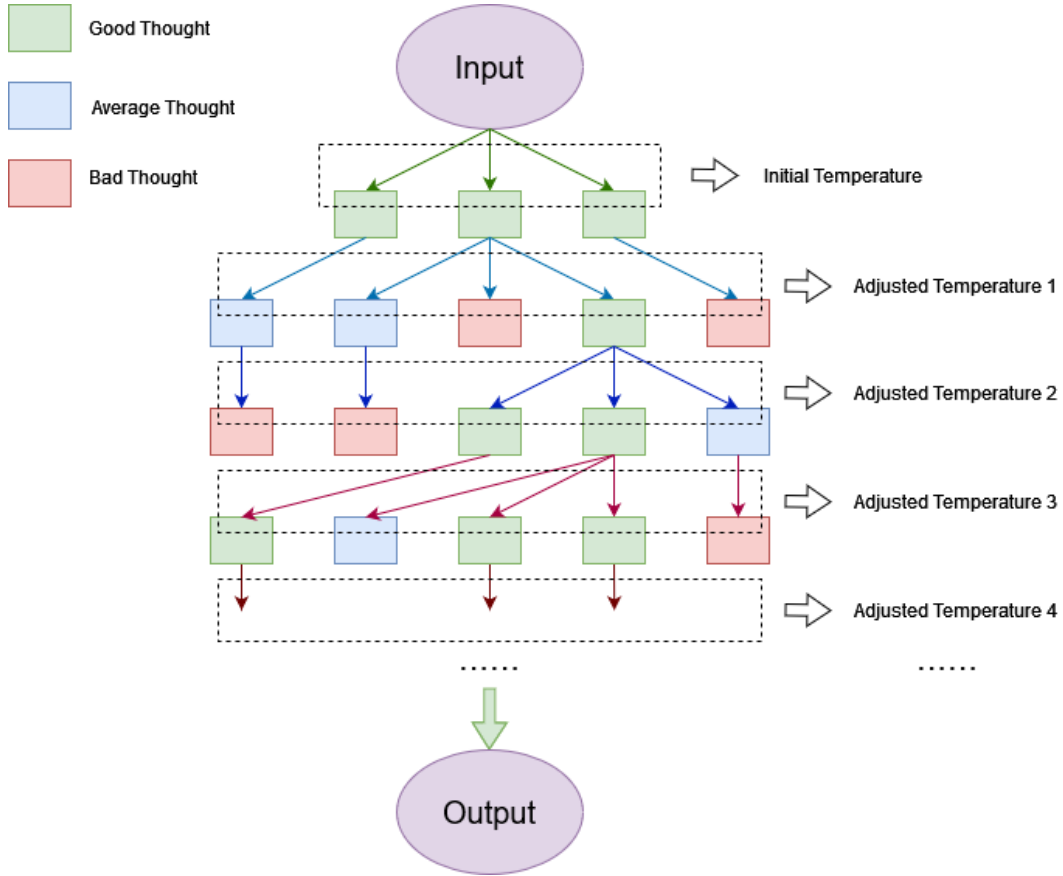 Good Thought
Average Thought
Bad Thought
Input
Initial Temperature
Adjusted Temperature 1
Adjusted Temperature 2
Adjusted Temperature 3
Adjusted Temperature 4
...... ......
Output